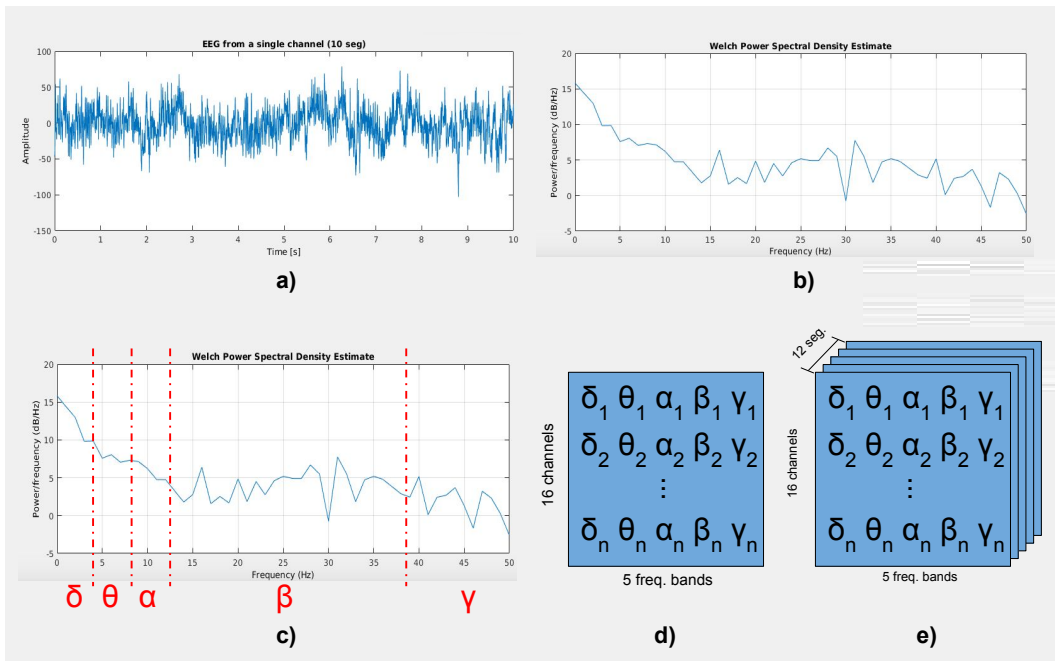 EEG from a single channel (10 seg)
100
50
0
-50
-100
-150
Amplitude
0 1 2 3 4 5 6 7 8 9 10
Time [s]
a)
Welch Power Spectral Density Estimate
20
15
10
5
0
-5
Power/frequency (dB/Hz)
0 5 10 15 20 25 30 35 40 45 50
Frequency (Hz)
b)
Welch Power Spectral Density Estimate
20
15
10
5
0
-5
Power/frequency (dB/Hz)
0 5 10 15 20 25 30 35 40 45 50
Frequency (Hz)
δ θ α β γ
c)
16 channels
δ1 θ1 α1 β1 γ1
δ2 θ2 α2 β2 γ2
⋮
δn θn αn βn γn
5 freq. bands
d)
12 seg.
16 channels
δ1 θ1 α1 β1 γ1
δ2 θ2 α2 β2 γ2
⋮
δn θn αn βn γn
5 freq. bands
e)